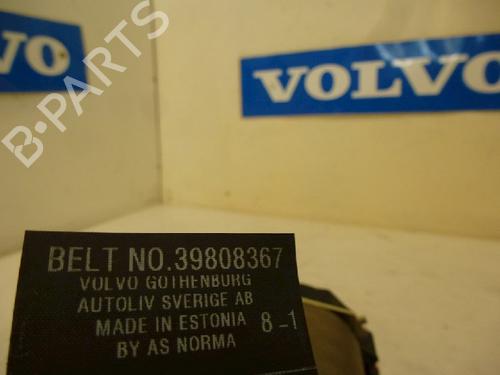 VOLVO
VOLVO
B-PARTS
BELT NO.39808367
VOLVO GOTHENBURG
AUTOLIV SVERIGE AB
MADE IN ESTONIA 8-1
BY AS NORMA